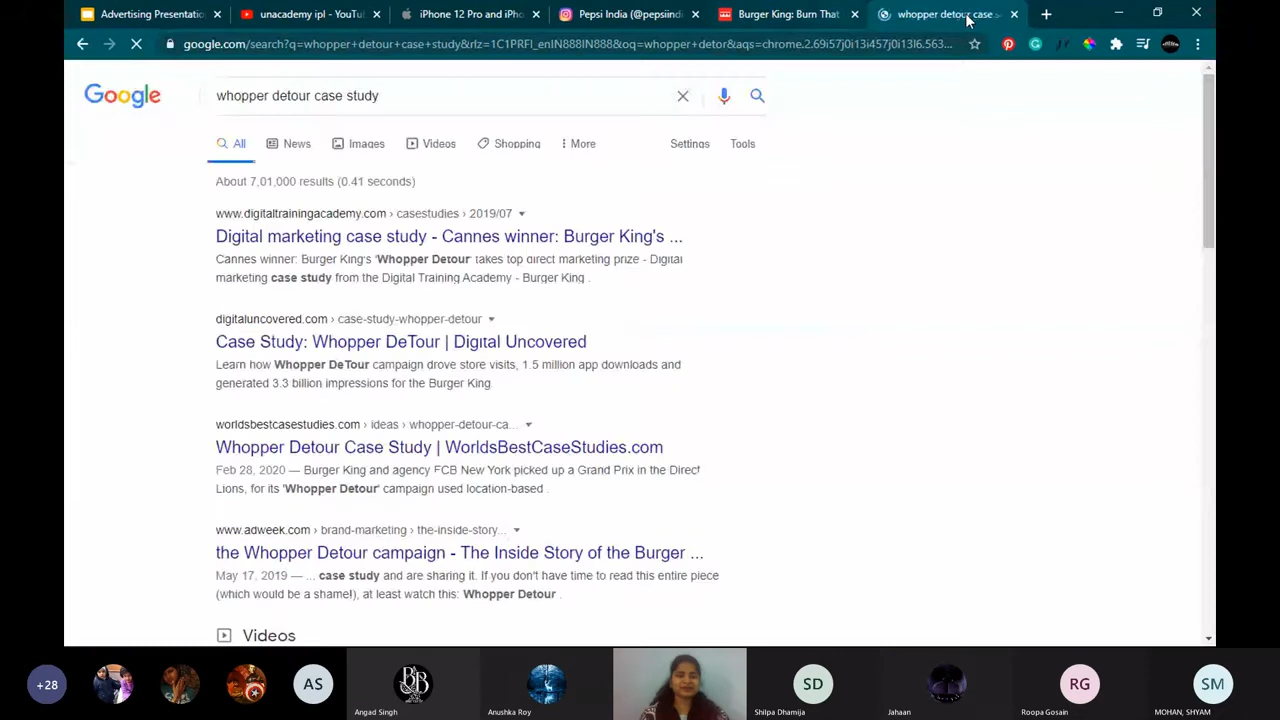 Advertising Presentatio
unacademy ipl - YouTu
iPhone 12 Pro and iPho
Pepsi India (@pepsiindi
Burger King: Burn That
whopper detour case s
google.com/search?q=whopper+detour+case+study&rlz=1C1PRFI_enIN888IN888&oq=whopper+detor&aqs=chrome.2.69i57j0i13i457j0i13l6.563...
Google
whopper detour case study
All
News
Images
Videos
Shopping
More
Settings
Tools
About 7,01,000 results (0.41 seconds)
www.digitaltrainingacademy.com › casestudies › 2019/07
Digital marketing case study - Cannes winner: Burger King's ...
Cannes winner: Burger King's 'Whopper Detour' takes top direct marketing prize - Digital
marketing case study from the Digital Training Academy - Burger King .
digitaluncovered.com › case-study-whopper-detour
Case Study: Whopper DeTour | Digital Uncovered
Learn how Whopper DeTour campaign drove store visits, 1.5 million app downloads and
generated 3.3 billion impressions for the Burger King
worldsbestcasestudies.com › ideas › whopper-detour-ca...
Whopper Detour Case Study | WorldsBestCaseStudies.com
Feb 28, 2020 — Burger King and agency FCB New York picked up a Grand Prix in the Direct
Lions, for its 'Whopper Detour' campaign used location-based .
www.adweek.com › brand-marketing › the-inside-story...
the Whopper Detour campaign - The Inside Story of the Burger ...
May 17, 2019 — ... case study and are sharing it. If you don't have time to read this entire piece
(which would be a shame!), at least watch this: Whopper Detour .
Videos
+28
AS
Angad Singh
Anushka Roy
SD
Shilpa Dhamija
Jahaan
RG
Roopa Gosain
SM
MOHAN, SHYAM